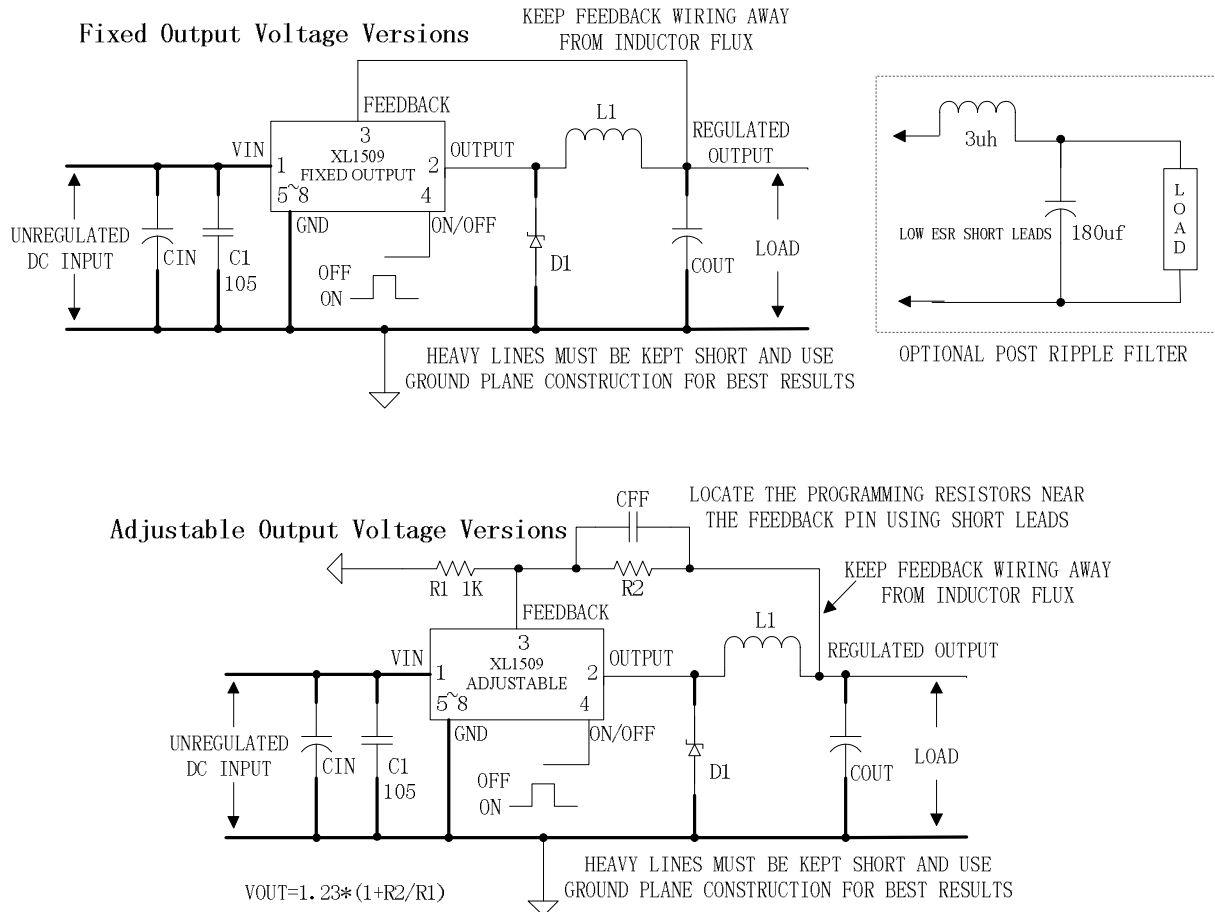 Fixed Output Voltage Versions
KEEP FEEDBACK WIRING AWAY
FROM INDUCTOR FLUX
FEEDBACK
3
L1
REGULATED
OUTPUT
VIN
1
XL1509
FIXED OUTPUT
2
OUTPUT
5~8
4
GND
ON/OFF
UNREGULATED
DC INPUT
CIN
C1
105
OFF
ON
D1
COUT
LOAD
HEAVY LINES MUST BE KEPT SHORT AND USE
GROUND PLANE CONSTRUCTION FOR BEST RESULTS
3uh
LOW ESR SHORT LEADS
180uf
LOAD
OPTIONAL POST RIPPLE FILTER
Adjustable Output Voltage Versions
CFF
LOCATE THE PROGRAMMING RESISTORS NEAR
THE FEEDBACK PIN USING SHORT LEADS
R1 1K
R2
KEEP FEEDBACK WIRING AWAY
FROM INDUCTOR FLUX
FEEDBACK
3
L1
REGULATED OUTPUT
VIN
1
XL1509
ADJUSTABLE
2
OUTPUT
5~8
4
GND
ON/OFF
UNREGULATED
DC INPUT
CIN
C1
105
OFF
ON
D1
COUT
LOAD
HEAVY LINES MUST BE KEPT SHORT AND USE
GROUND PLANE CONSTRUCTION FOR BEST RESULTS
VOUT=1.23*(1+R2/R1)